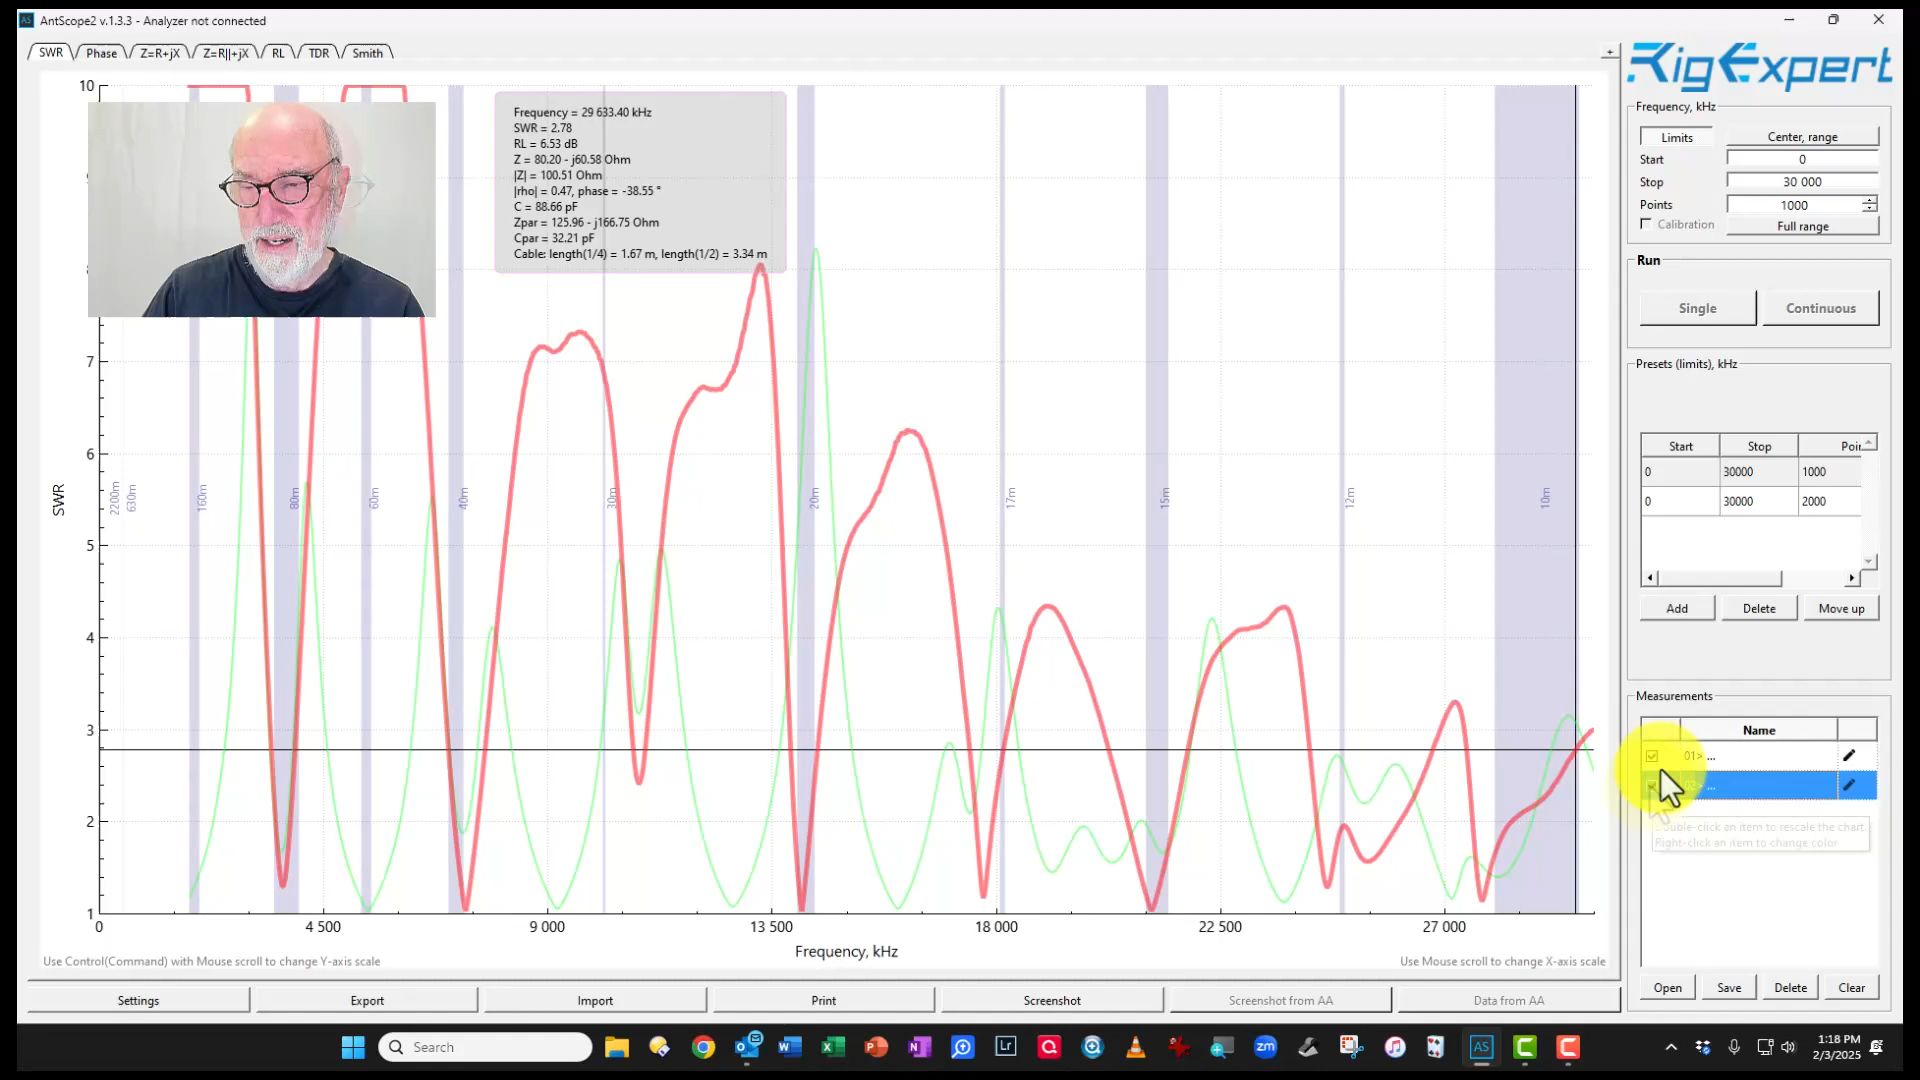 AS AntScope2 v.1.3.3 - Analyzer not connected
SWR Phase Z=R+jX Z=R||+jX RL TDR Smith
+
RigExpert
Frequency, kHz
Limits Center, range
Start 0
Stop 30 000
Points 1000
Calibration Full range
Run
Single Continuous
Presets (limits), kHz
Start Stop Poir
0 30000 1000
0 30000 2000
Add Delete Move up
Measurements
Name
01> ...
02> ...
Double-click an item to rescale the chart.
Right-click an item to change color
Open Save Delete Clear
Frequency = 29 633.40 kHz
SWR = 2.78
RL = 6.53 dB
Z = 80.20 - j60.58 Ohm
|Z| = 100.51 Ohm
|rho| = 0.47, phase = -38.55 °
C = 88.66 pF
Zpar = 125.96 - j166.75 Ohm
Cpar = 32.21 pF
Cable: length(1/4) = 1.67 m, length(1/2) = 3.34 m
10
7
6
5
4
3
2
1
SWR
2200m 630m 160m 80m 60m 40m 30m 20m 17m 15m 12m 10m
0 4 500 9 000 13 500 18 000 22 500 27 000
Frequency, kHz
Use Control(Command) with Mouse scroll to change Y-axis scale
Use Mouse scroll to change X-axis scale
Settings Export Import Print Screenshot Screenshot from AA Data from AA
Search
Lr
zm
AS
1:18 PM
2/3/2025